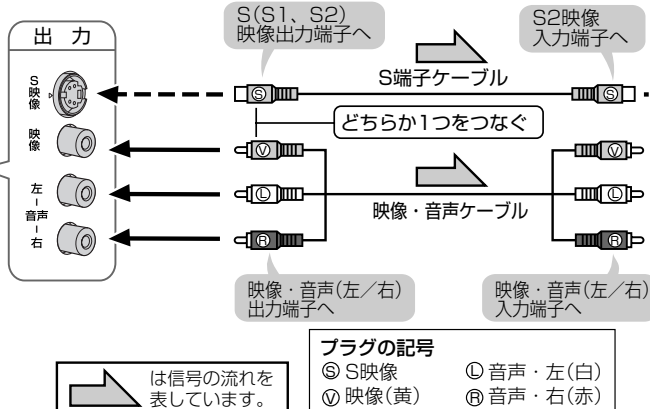 出 力
S映像
映像
左-音声-右
S(S1、S2)
映像出力端子へ
S2映像
入力端子へ
S端子ケーブル
Ⓢ
Ⓢ
どちらか1つをつなぐ
Ⓥ
Ⓥ
Ⓛ
Ⓛ
映像・音声ケーブル
Ⓡ
Ⓡ
映像・音声(左／右)
出力端子へ
映像・音声(左／右)
入力端子へ
は信号の流れを
表しています。
プラグの記号
Ⓢ S映像 Ⓛ 音声・左(白)
Ⓥ 映像(黄) Ⓡ 音声・右(赤)